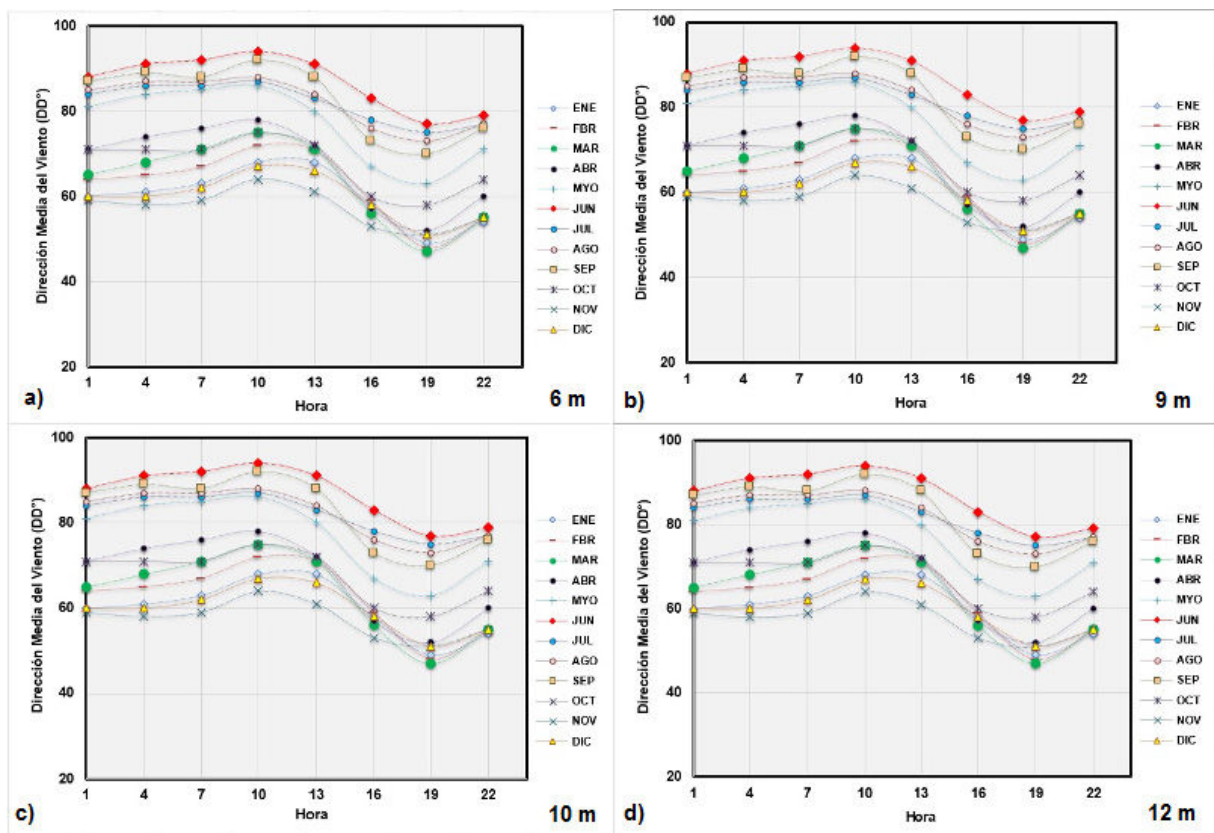 100
80
60
40
20
Dirección Media del Viento (DD°)
1 4 7 10 13 16 19 22
Hora
ENE
FBR
MAR
ABR
MYO
JUN
JUL
AGO
SEP
OCT
NOV
DIC
a)
6 m
100
80
60
40
20
Dirección Media del Viento (DD°)
1 4 7 10 13 16 19 22
Hora
ENE
FBR
MAR
ABR
MYO
JUN
JUL
AGO
SEP
OCT
NOV
DIC
b)
9 m
100
80
60
40
20
Dirección Media del Viento (DD°)
1 4 7 10 13 16 19 22
Hora
ENE
FBR
MAR
ABR
MYO
JUN
JUL
AGO
SEP
OCT
NOV
DIC
c)
10 m
100
80
60
40
20
Dirección Media del Viento (DD°)
1 4 7 10 13 16 19 22
Hora
ENE
FBR
MAR
ABR
MYO
JUN
JUL
AGO
SEP
OCT
NOV
DIC
d)
12 m